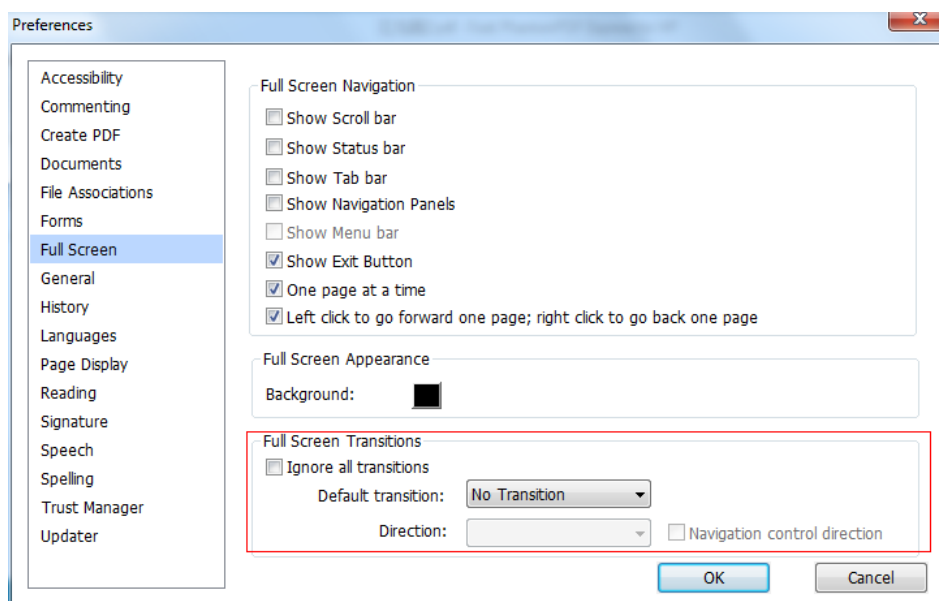 Preferences
Accessibility
Commenting
Create PDF
Documents
File Associations
Forms
Full Screen
General
History
Languages
Page Display
Reading
Signature
Speech
Spelling
Trust Manager
Updater
Full Screen Navigation
Show Scroll bar
Show Status bar
Show Tab bar
Show Navigation Panels
Show Menu bar
Show Exit Button
One page at a time
Left click to go forward one page; right click to go back one page
Full Screen Appearance
Background:
Full Screen Transitions
Ignore all transitions
Default transition: No Transition
Direction: Navigation control direction
OK Cancel